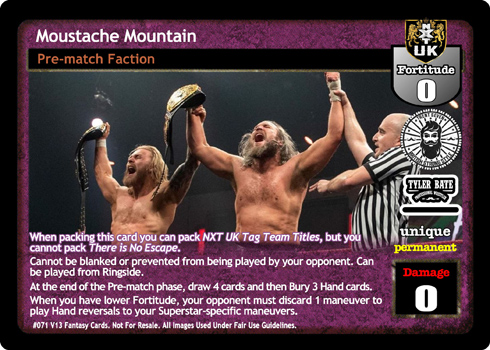 Moustache Mountain
Pre-match Faction
NXT
UK
Fortitude
0
TYLER BATE
unique
permanent
Damage
0
When packing this card you can pack NXT UK Tag Team Titles, but you
cannot pack There is No Escape.
Cannot be blanked or prevented from being played by your opponent. Can
be played from Ringside.
At the end of the Pre-match phase, draw 4 cards and then Bury 3 Hand cards.
When you have lower Fortitude, your opponent must discard 1 maneuver to
play Hand reversals to your Superstar-specific maneuvers.
#071 V13 Fantasy Cards. Not For Resale. All Images Used Under Fair Use Guidelines.